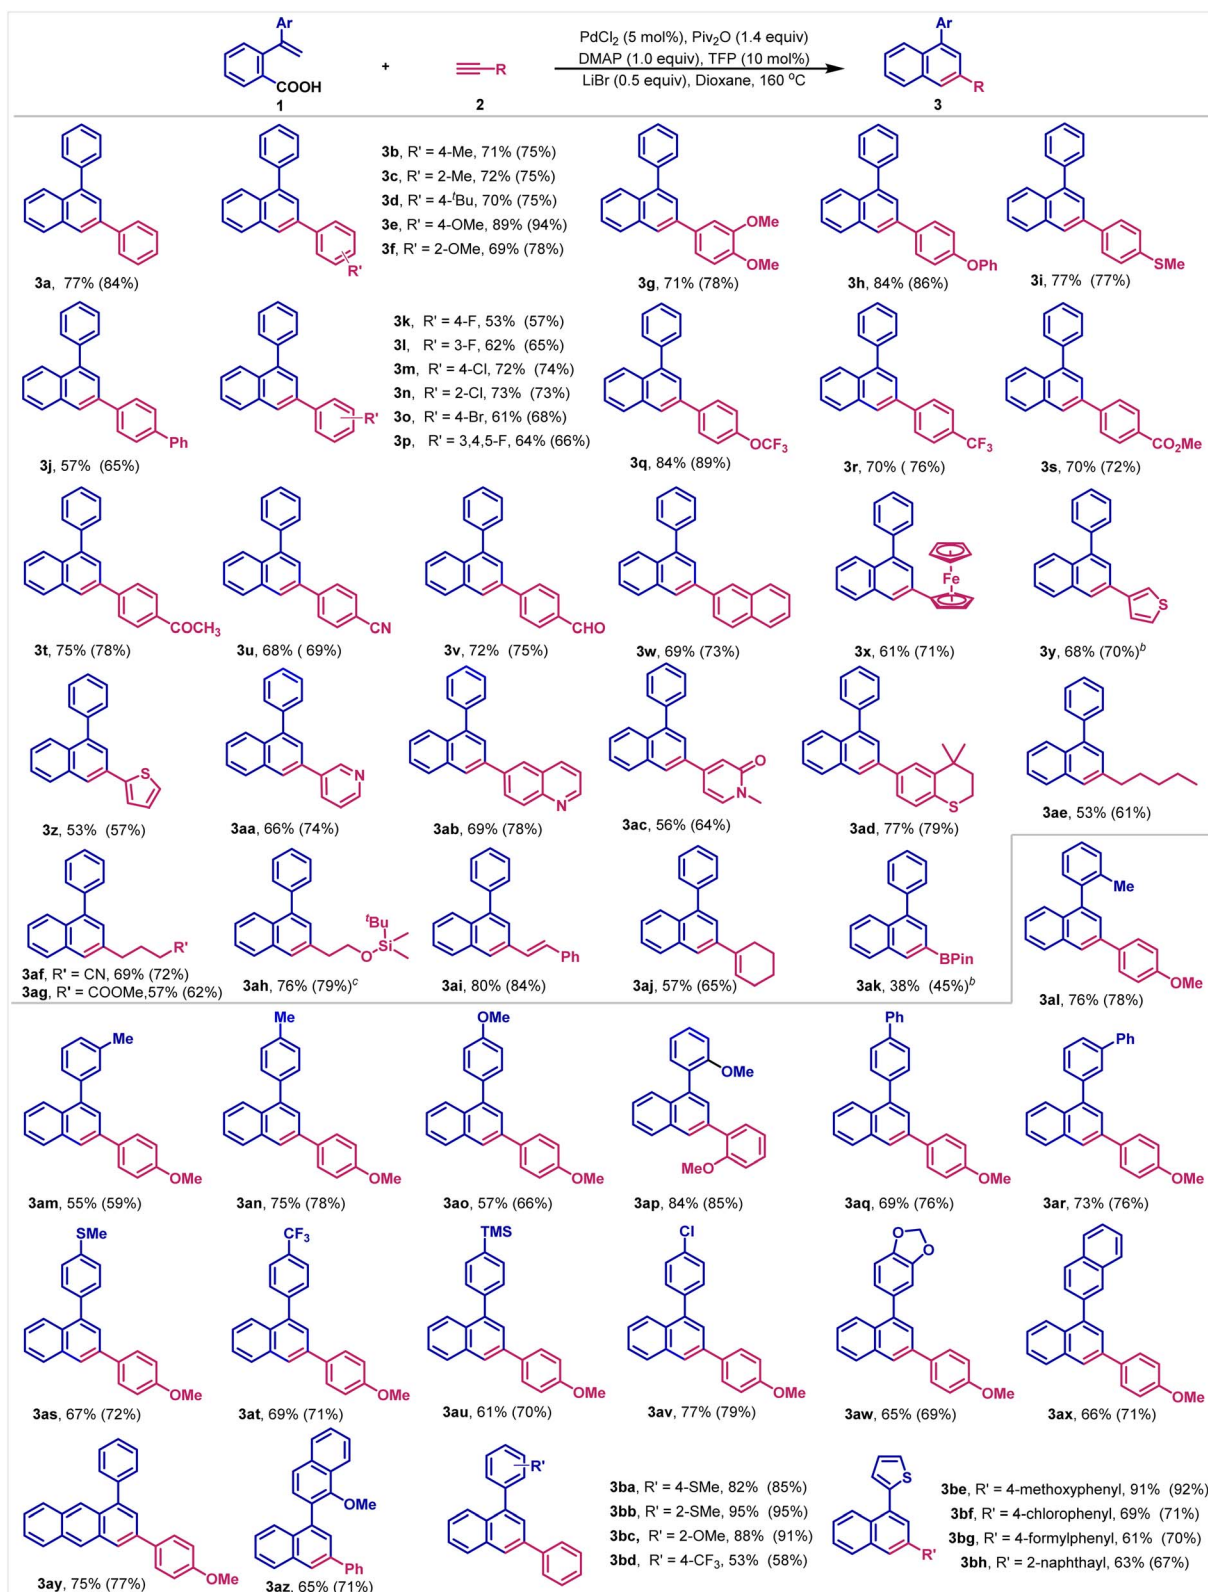 Ar
COOH
1
+
≡R
2
PdCl2 (5 mol%), Piv2O (1.4 equiv)
DMAP (1.0 equiv), TFP (10 mol%)
LiBr (0.5 equiv), Dioxane, 160 °C
Ar
R
3
3a, 77% (84%)
R'
3b, R' = 4-Me, 71% (75%)
3c, R' = 2-Me, 72% (75%)
3d, R' = 4-tBu, 70% (75%)
3e, R' = 4-OMe, 89% (94%)
3f, R' = 2-OMe, 69% (78%)
OMe
OMe
3g, 71% (78%)
OPh
3h, 84% (86%)
SMe
3i, 77% (77%)
Ph
3j, 57% (65%)
R'
3k, R' = 4-F, 53% (57%)
3l, R' = 3-F, 62% (65%)
3m, R' = 4-Cl, 72% (74%)
3n, R' = 2-Cl, 73% (73%)
3o, R' = 4-Br, 61% (68%)
3p, R' = 3,4,5-F, 64% (66%)
OCF3
3q, 84% (89%)
CF3
3r, 70% ( 76%)
CO2Me
3s, 70% (72%)
COCH3
3t, 75% (78%)
CN
3u, 68% ( 69%)
CHO
3v, 72% (75%)
3w, 69% (73%)
Fe
3x, 61% (71%)
S
3y, 68% (70%)b
S
3z, 53% (57%)
N
3aa, 66% (74%)
N
3ab, 69% (78%)
O
N
3ac, 56% (64%)
S
3ad, 77% (79%)
3ae, 53% (61%)
R'
3af, R' = CN, 69% (72%)
3ag, R' = COOMe,57% (62%)
tBu
Si
O
3ah, 76% (79%)c
Ph
3ai, 80% (84%)
3aj, 57% (65%)
BPin
3ak, 38% (45%)b
Me
OMe
3al, 76% (78%)
Me
OMe
3am, 55% (59%)
Me
OMe
3an, 75% (78%)
OMe
OMe
3ao, 57% (66%)
OMe
MeO
3ap, 84% (85%)
Ph
OMe
3aq, 69% (76%)
Ph
OMe
3ar, 73% (76%)
SMe
OMe
3as, 67% (72%)
CF3
OMe
3at, 69% (71%)
TMS
OMe
3au, 61% (70%)
Cl
OMe
3av, 77% (79%)
O
O
OMe
3aw, 65% (69%)
OMe
3ax, 66% (71%)
OMe
3ay, 75% (77%)
OMe
Ph
3az, 65% (71%)
R'
3ba, R' = 4-SMe, 82% (85%)
3bb, R' = 2-SMe, 95% (95%)
3bc, R' = 2-OMe, 88% (91%)
3bd, R' = 4-CF3, 53% (58%)
S
R'
3be, R' = 4-methoxyphenyl, 91% (92%)
3bf, R' = 4-chlorophenyl, 69% (71%)
3bg, R' = 4-formylphenyl, 61% (70%)
3bh, R' = 2-naphthayl, 63% (67%)